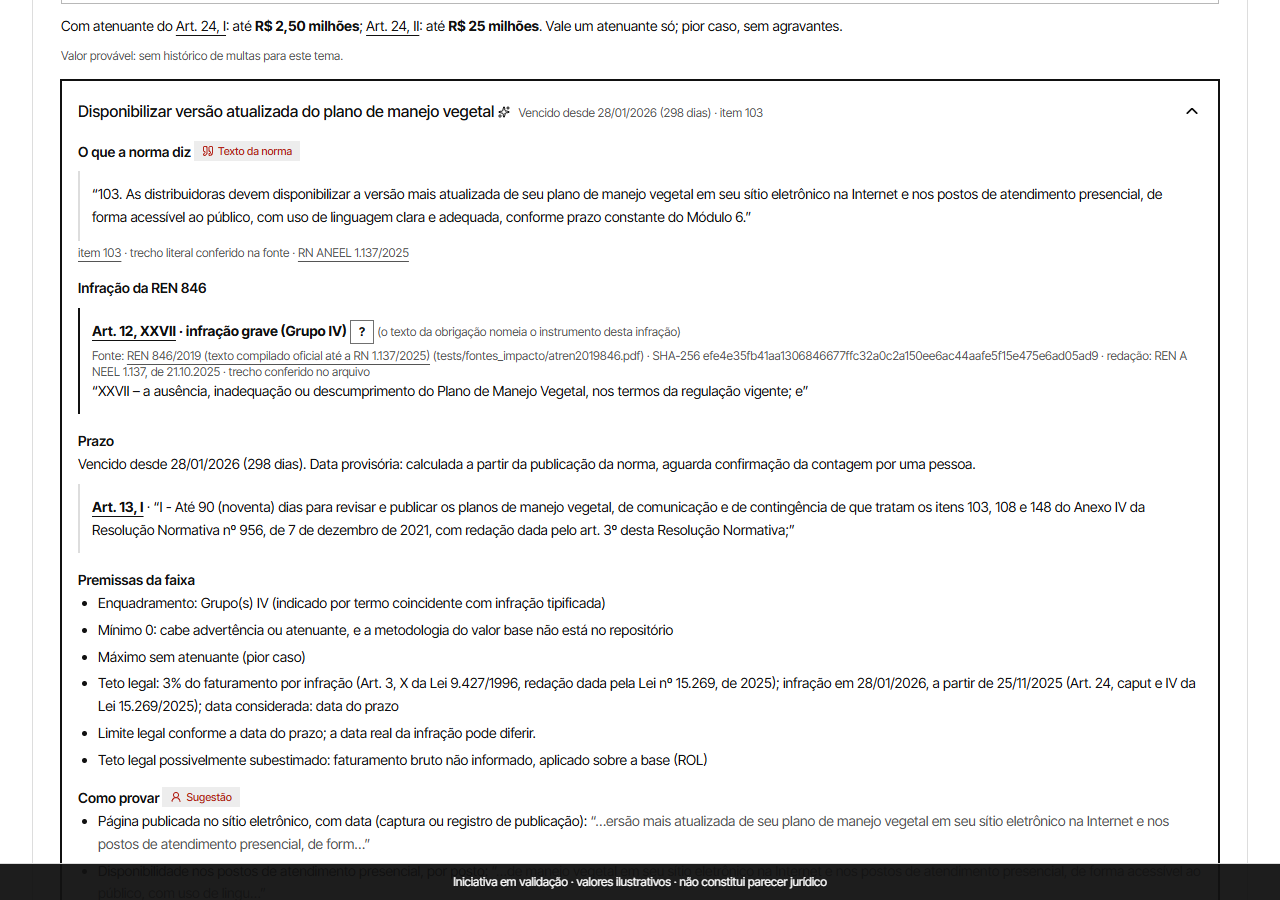 Com atenuante do Art. 24, I: até R$ 2,50 milhões; Art. 24, II: até R$ 25 milhões. Vale um atenuante só; pior caso, sem agravantes.
Valor provável: sem histórico de multas para este tema.
Disponibilizar versão atualizada do plano de manejo vegetal Vencido desde 28/01/2026 (298 dias) · item 103
O que a norma diz Texto da norma
“103. As distribuidoras devem disponibilizar a versão mais atualizada de seu plano de manejo vegetal em seu sítio eletrônico na Internet e nos postos de atendimento presencial, de
forma acessível ao público, com uso de linguagem clara e adequada, conforme prazo constante do Módulo 6.”
item 103 · trecho literal conferido na fonte · RN ANEEL 1.137/2025
Infração da REN 846
Art. 12, XXVII · infração grave (Grupo IV) ? (o texto da obrigação nomeia o instrumento desta infração)
Fonte: REN 846/2019 (texto compilado oficial até a RN 1.137/2025) (tests/fontes_impacto/atren2019846.pdf) · SHA-256 efe4e35fb41aa1306846677ffc32a0c2a150ee6ac44aafe5f15e475e6ad05ad9 · redação: REN A
NEEL 1.137, de 21.10.2025 · trecho conferido no arquivo
“XXVII – a ausência, inadequação ou descumprimento do Plano de Manejo Vegetal, nos termos da regulação vigente; e”
Prazo
Vencido desde 28/01/2026 (298 dias). Data provisória: calculada a partir da publicação da norma, aguarda confirmação da contagem por uma pessoa.
Art. 13, I · “I - Até 90 (noventa) dias para revisar e publicar os planos de manejo vegetal, de comunicação e de contingência de que tratam os itens 103, 108 e 148 do Anexo IV da
Resolução Normativa nº 956, de 7 de dezembro de 2021, com redação dada pelo art. 3º desta Resolução Normativa;”
Premissas da faixa
• Enquadramento: Grupo(s) IV (indicado por termo coincidente com infração tipificada)
• Mínimo 0: cabe advertência ou atenuante, e a metodologia do valor base não está no repositório
• Máximo sem atenuante (pior caso)
• Teto legal: 3% do faturamento por infração (Art. 3, X da Lei 9.427/1996, redação dada pela Lei nº 15.269, de 2025); infração em 28/01/2026, a partir de 25/11/2025 (Art. 24, caput e IV da
Lei 15.269/2025); data considerada: data do prazo
• Limite legal conforme a data do prazo; a data real da infração pode diferir.
• Teto legal possivelmente subestimado: faturamento bruto não informado, aplicado sobre a base (ROL)
Como provar Sugestão
• Página publicada no sítio eletrônico, com data (captura ou registro de publicação): “…ersão mais atualizada de seu plano de manejo vegetal em seu sítio eletrônico na Internet e nos
postos de atendimento presencial, de form…”
Iniciativa em validação · valores ilustrativos · não constitui parecer jurídico